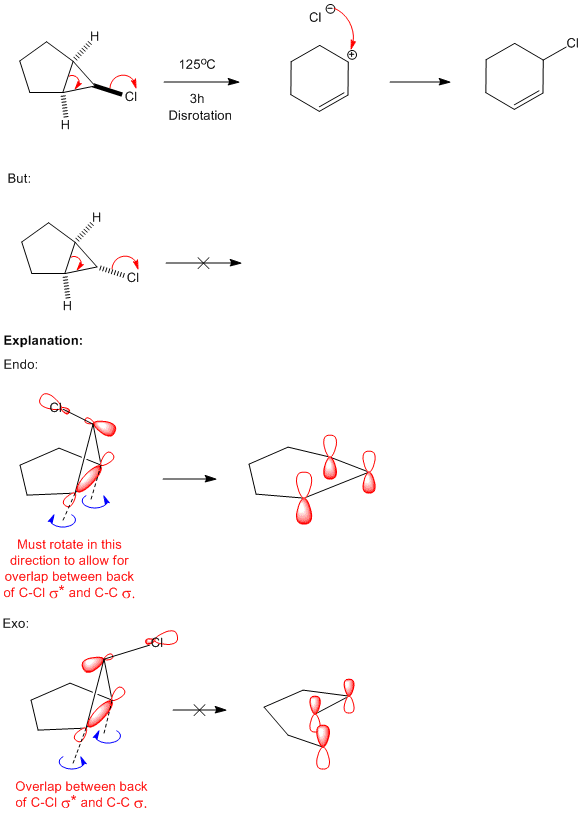 H
Cl
H
125ºC
3h
Disrotation
Cl ⊖
⊕
Cl
But:
H
Cl
H
Explanation:
Endo:
Cl
Must rotate in this
direction to allow for
overlap between back
of C-Cl σ* and C-C σ.
Exo:
Cl
Overlap between back
of C-Cl σ* and C-C σ.